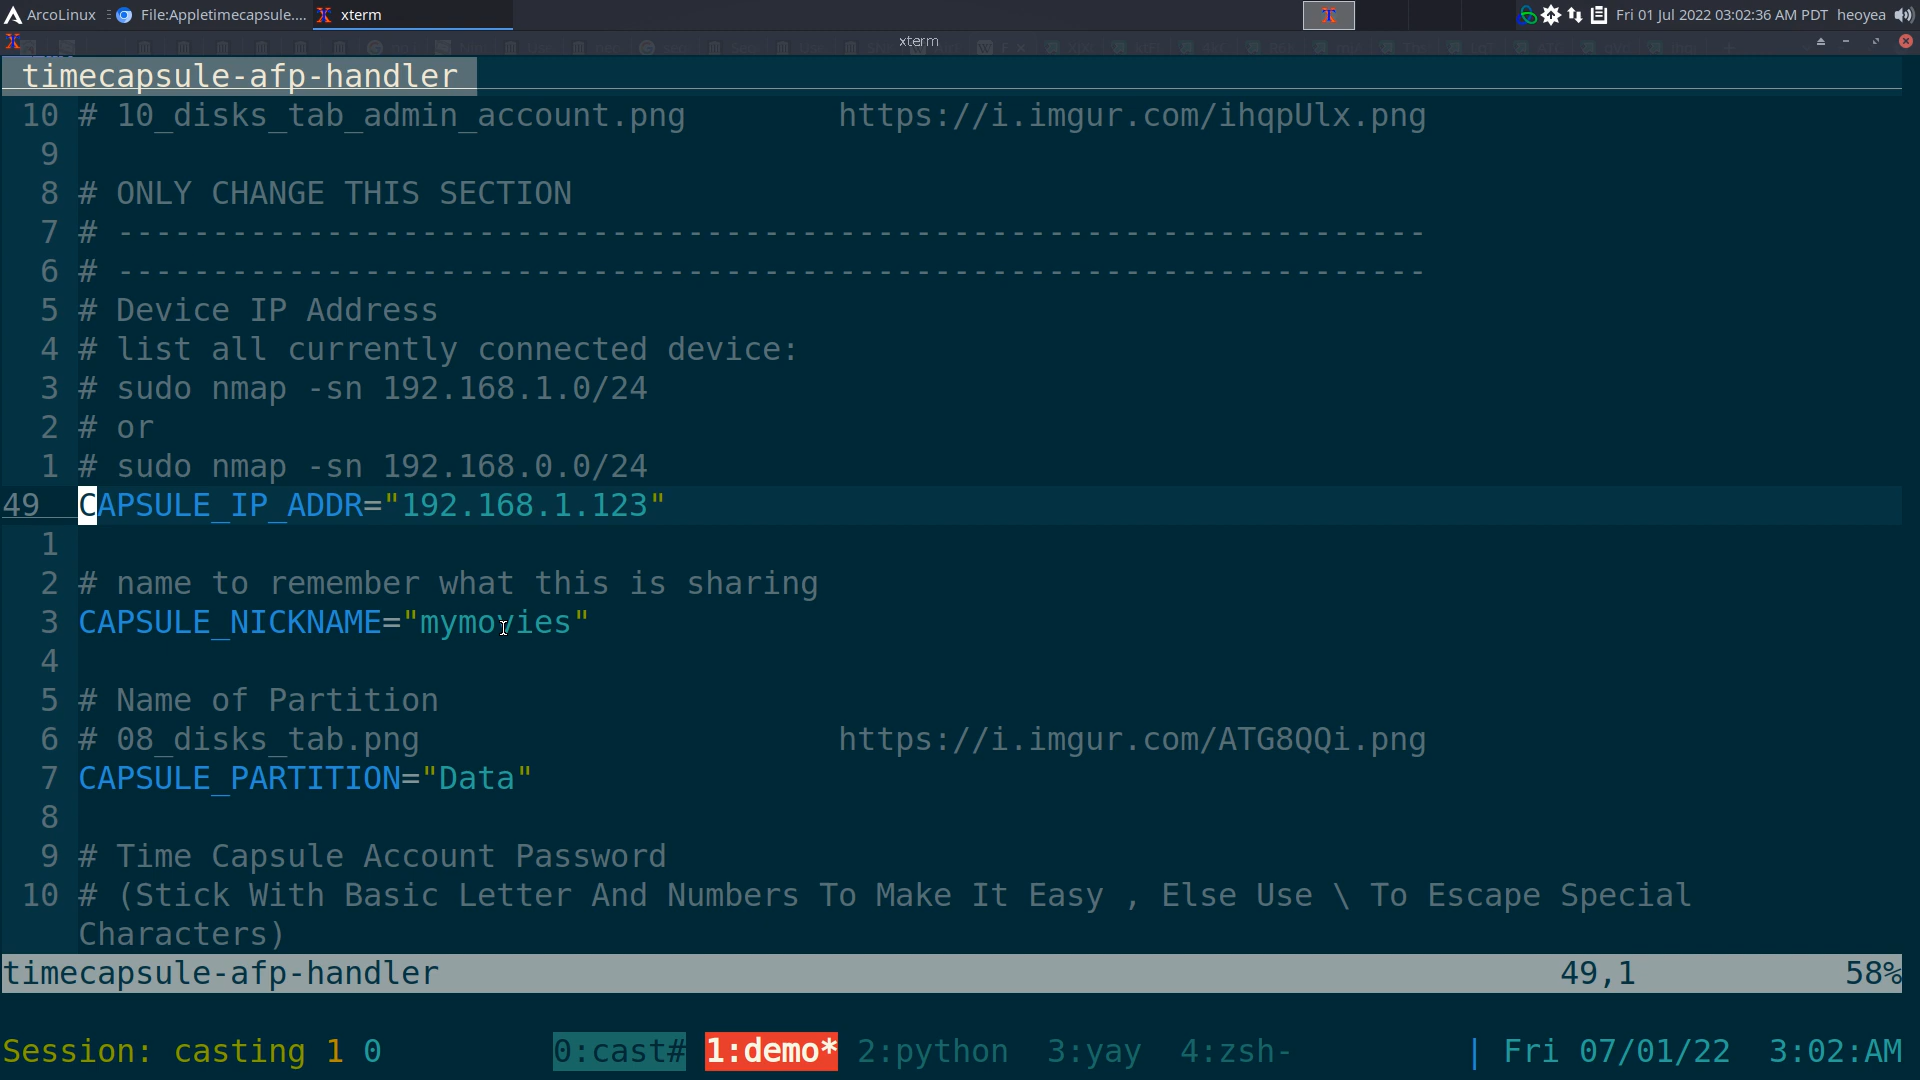 ArcoLinux File:Appletimecapsule.... xterm Fri 01 Jul 2022 03:02:36 AM PDT heoyea
xterm
timecapsule-afp-handler
10 # 10_disks_tab_admin_account.png https://i.imgur.com/ihqpUlx.png
9
8 # ONLY CHANGE THIS SECTION
7 # ---------------------------------------------------------------------
6 # ---------------------------------------------------------------------
5 # Device IP Address
4 # list all currently connected device:
3 # sudo nmap -sn 192.168.1.0/24
2 # or
1 # sudo nmap -sn 192.168.0.0/24
49 CAPSULE_IP_ADDR="192.168.1.123"
1
2 # name to remember what this is sharing
3 CAPSULE_NICKNAME="mymovies"
4
5 # Name of Partition
6 # 08_disks_tab.png https://i.imgur.com/ATG8QQi.png
7 CAPSULE_PARTITION="Data"
8
9 # Time Capsule Account Password
10 # (Stick With Basic Letter And Numbers To Make It Easy , Else Use \ To Escape Special
Characters)
timecapsule-afp-handler 49,1 58%
Session: casting 1 0 0:cast# 1:demo* 2:python 3:yay 4:zsh- | Fri 07/01/22 3:02:AM